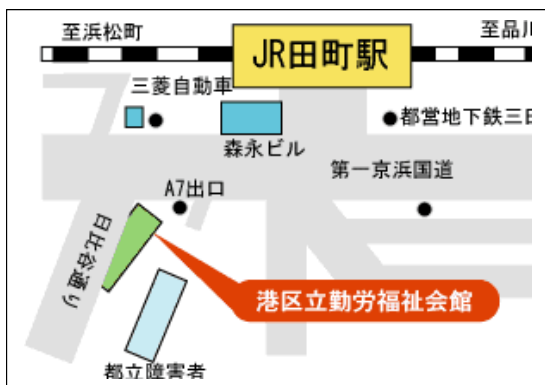 至浜松町
至品川
JR田町駅
三菱自動車
都営地下鉄三田
森永ビル
第一京浜国道
A7出口
日比谷通り
港区立勤労福祉会館
都立障害者